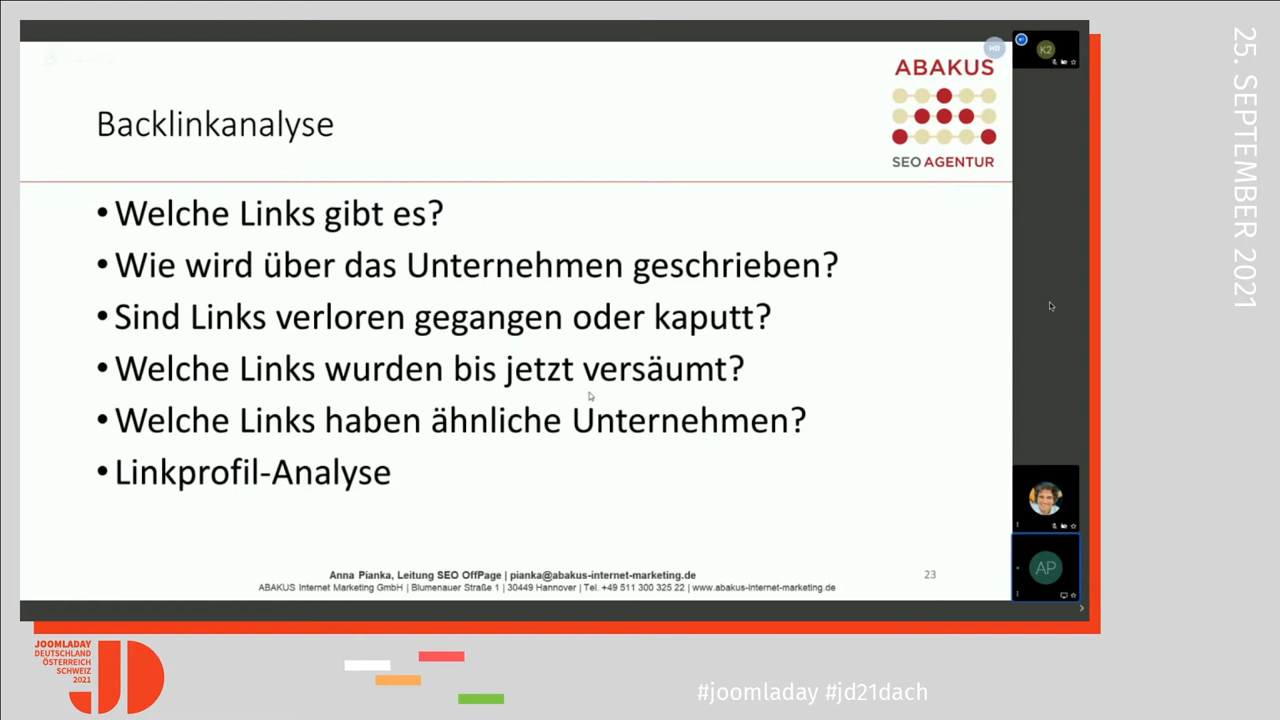 HD
K2
ABAKUS
SEO AGENTUR
Backlinkanalyse
• Welche Links gibt es?
• Wie wird über das Unternehmen geschrieben?
• Sind Links verloren gegangen oder kaputt?
• Welche Links wurden bis jetzt versäumt?
• Welche Links haben ähnliche Unternehmen?
• Linkprofil-Analyse
Anna Pianka, Leitung SEO OffPage | pianka@abakus-internet-marketing.de
ABAKUS Internet Marketing GmbH | Blumenauer Straße 1 | 30449 Hannover | Tel. +49 511 300 325 22 | www.abakus-internet-marketing.de
23
AP
25. SEPTEMBER 2021
JOOMLADAY
DEUTSCHLAND
ÖSTERREICH
SCHWEIZ
2021
JD
#joomladay #jd21dach